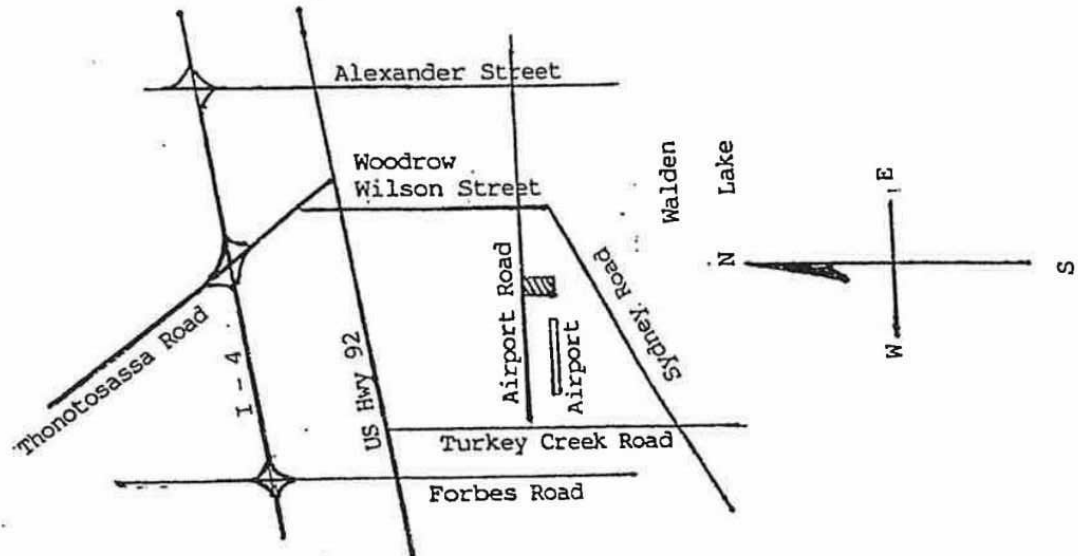 Alexander Street
Woodrow
Wilson Street
Walden
Lake
Thonotosassa Road
I-4
US Hwy 92
Airport Road
Airport
Sydney Road
Turkey Creek Road
Forbes Road
N
E
W
S